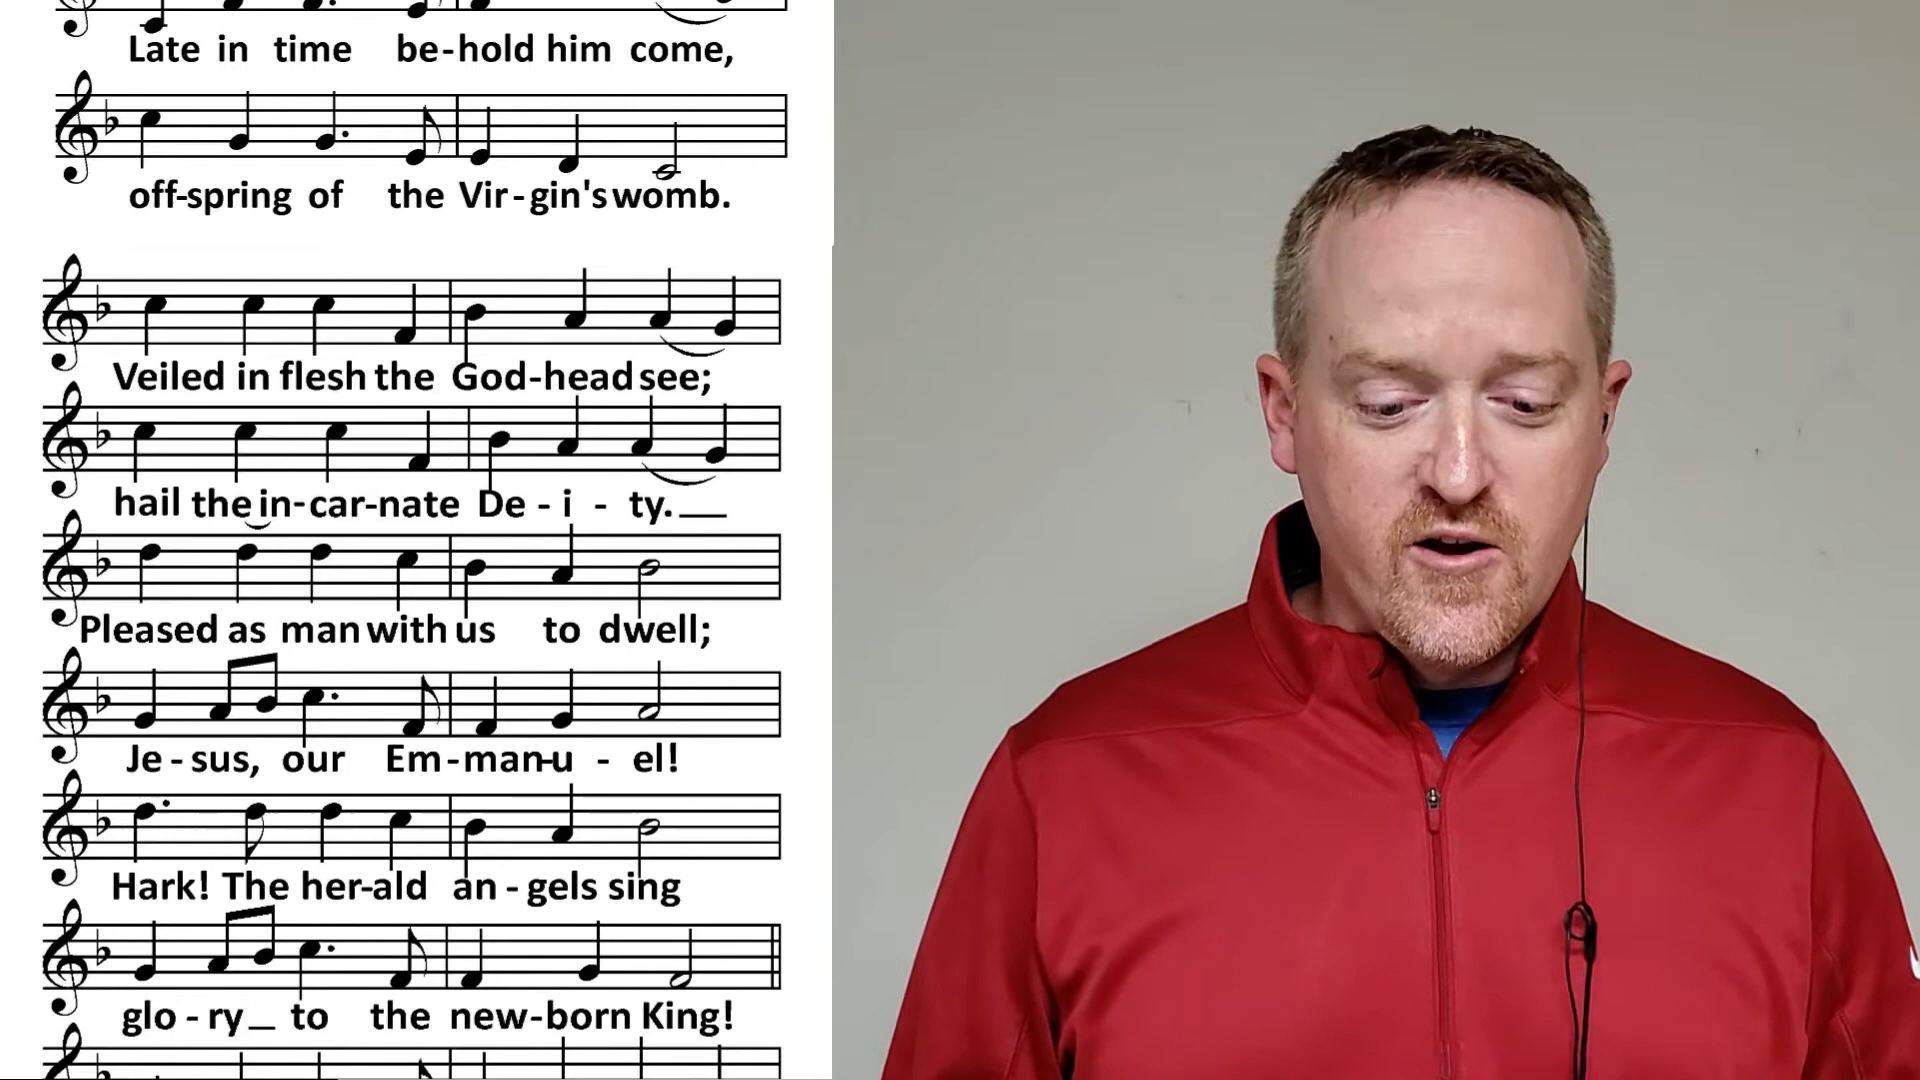 Late in time be-hold him come,
off-spring of the Vir-gin's womb.
Veiled in flesh the God-head see;
hail the in-car-nate De - i - ty.
Pleased as man with us to dwell;
Je - sus, our Em-man-u - el!
Hark! The her-ald an - gels sing
glo - ry to the new-born King!